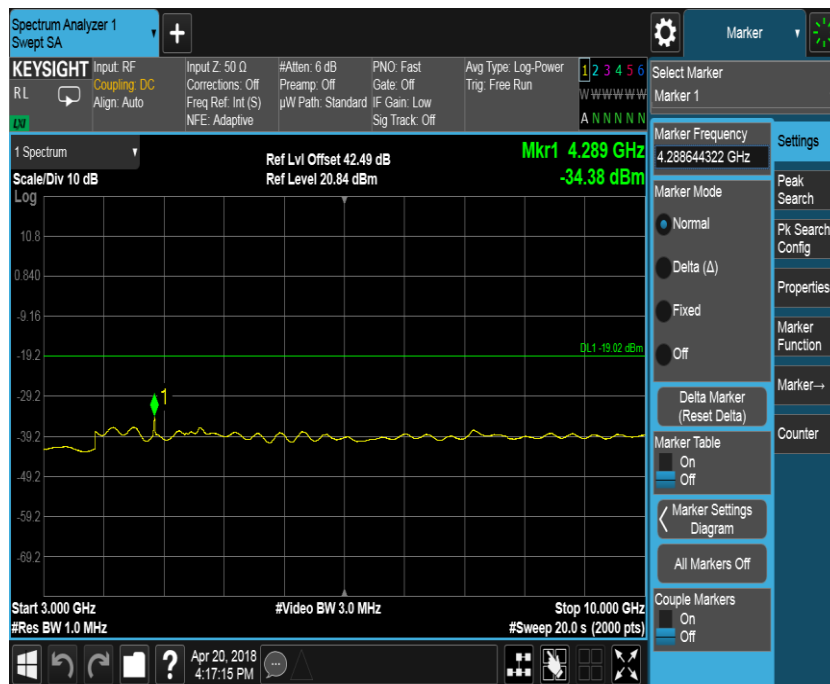 Spectrum Analyzer 1
Swept SA
+
Marker
KEYSIGHT
RL
LXI
Input: RF
Coupling: DC
Align: Auto
Input Z: 50 Ω
Corrections: Off
Freq Ref: Int (S)
NFE: Adaptive
#Atten: 6 dB
Preamp: Off
µW Path: Standard
PNO: Fast
Gate: Off
IF Gain: Low
Sig Track: Off
Avg Type: Log-Power
Trig: Free Run
1 2 3 4 5 6
W W W W W W
A N N N N N
Select Marker
Marker 1
1 Spectrum
Scale/Div 10 dB
Log
Ref Lvl Offset 42.49 dB
Ref Level 20.84 dBm
Mkr1 4.289 GHz
-34.38 dBm
10.8
0.840
-9.16
-19.2
-29.2
-39.2
-49.2
-59.2
-69.2
DL1 -19.02 dBm
1
Start 3.000 GHz
#Res BW 1.0 MHz
#Video BW 3.0 MHz
Stop 10.000 GHz
#Sweep 20.0 s (2000 pts)
Marker Frequency
4.288644322 GHz
Marker Mode
Normal
Delta (Δ)
Fixed
Off
Delta Marker
(Reset Delta)
Marker Table
On
Off
Marker Settings
Diagram
All Markers Off
Couple Markers
On
Off
Settings
Peak
Search
Pk Search
Config
Properties
Marker
Function
Marker→
Counter
?
Apr 20, 2018
4:17:15 PM